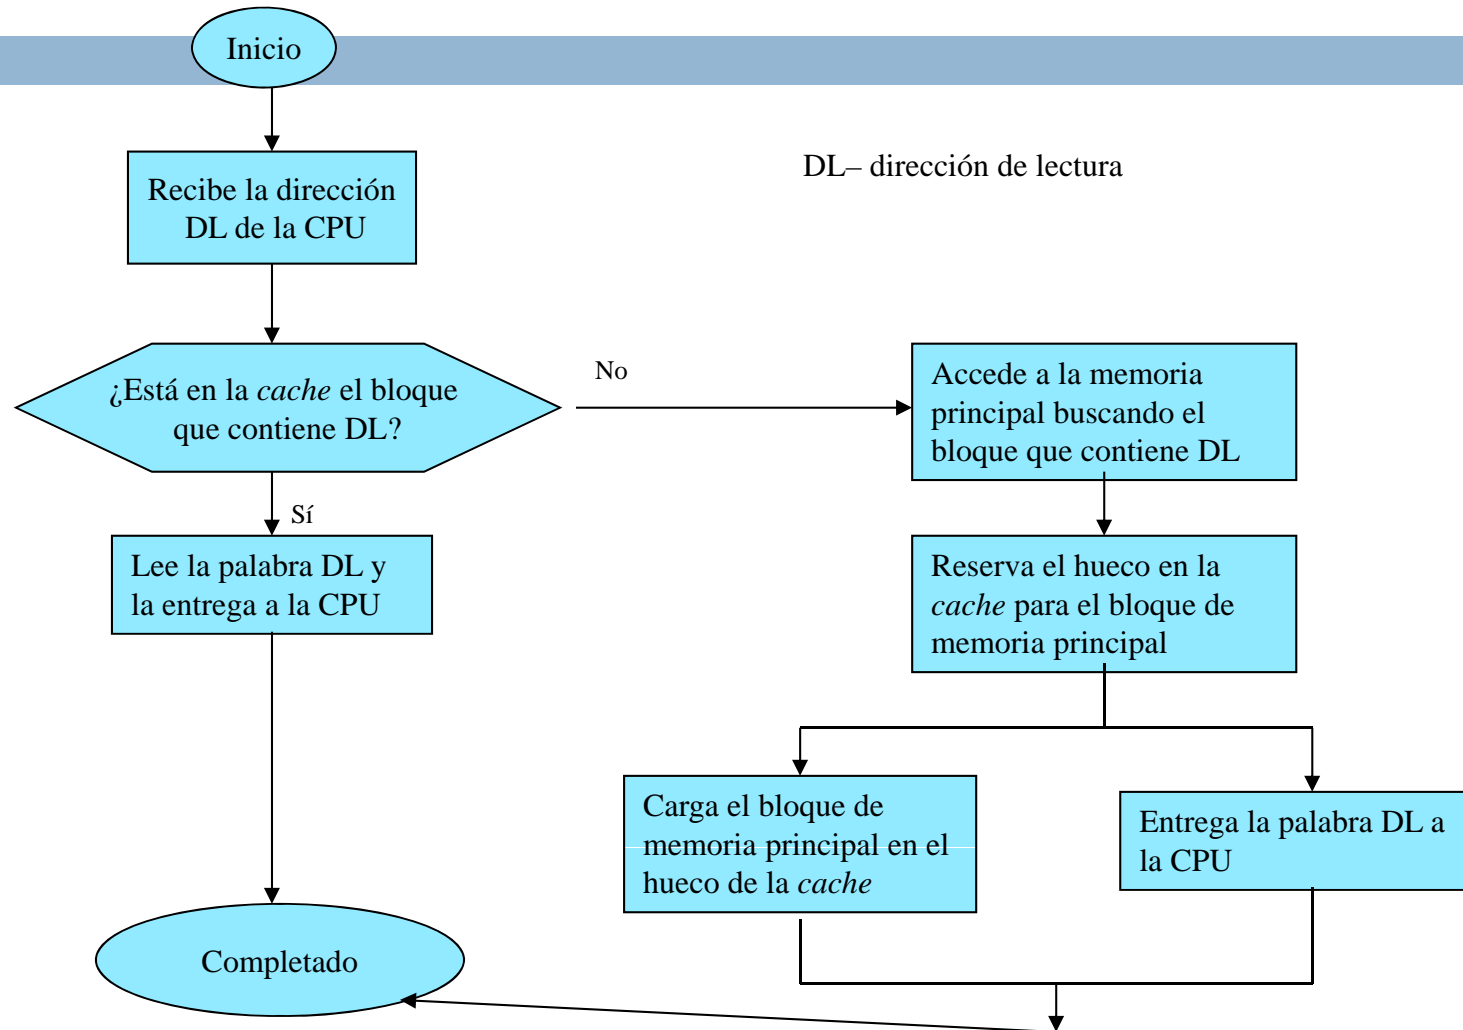 Inicio
DL– dirección de lectura
Recibe la dirección
DL de la CPU
¿Está en la cache el bloque
que contiene DL?
No
Accede a la memoria
principal buscando el
bloque que contiene DL
Sí
Lee la palabra DL y
la entrega a la CPU
Reserva el hueco en la
cache para el bloque de
memoria principal
Carga el bloque de
memoria principal en el
hueco de la cache
Entrega la palabra DL a
la CPU
Completado